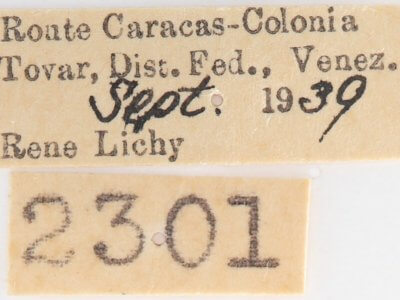 Route Caracas-Colonia
Tovar, Dist. Fed., Venez.
Sept. 1939
Rene Lichy
2301